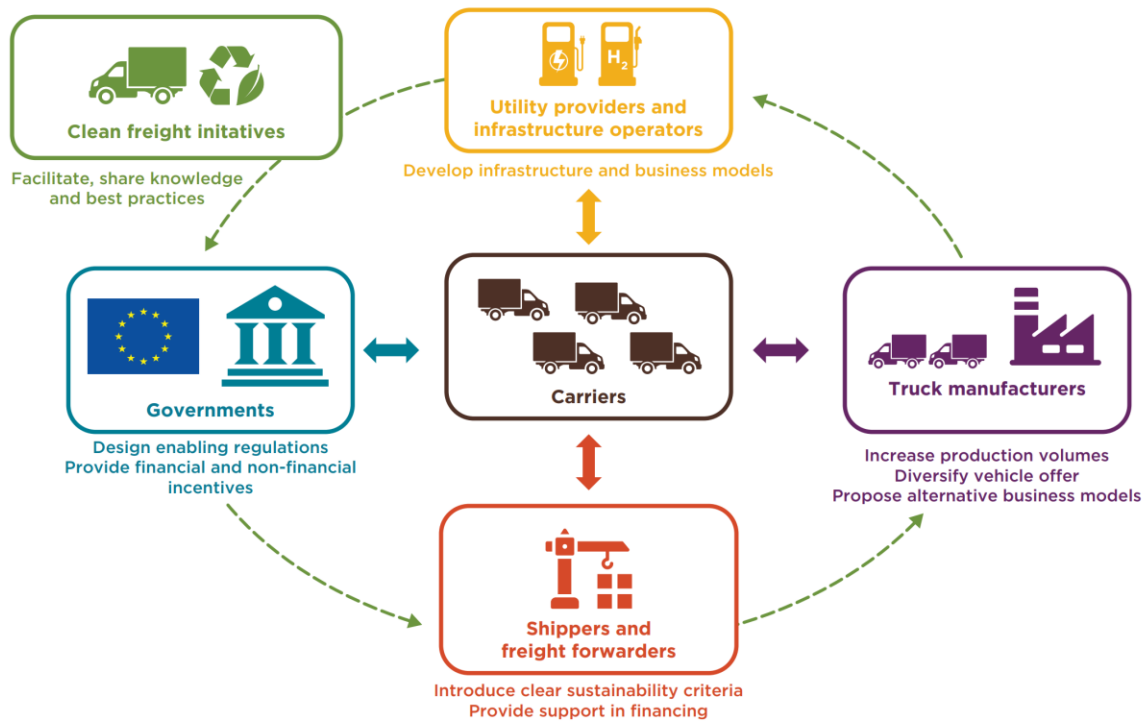 Clean freight initatives
Facilitate, share knowledge
and best practices
H2
Utility providers and
infrastructure operators
Develop infrastructure and business models
Governments
Design enabling regulations
Provide financial and non-financial
incentives
Carriers
Truck manufacturers
Increase production volumes
Diversify vehicle offer
Propose alternative business models
Shippers and
freight forwarders
Introduce clear sustainability criteria
Provide support in financing